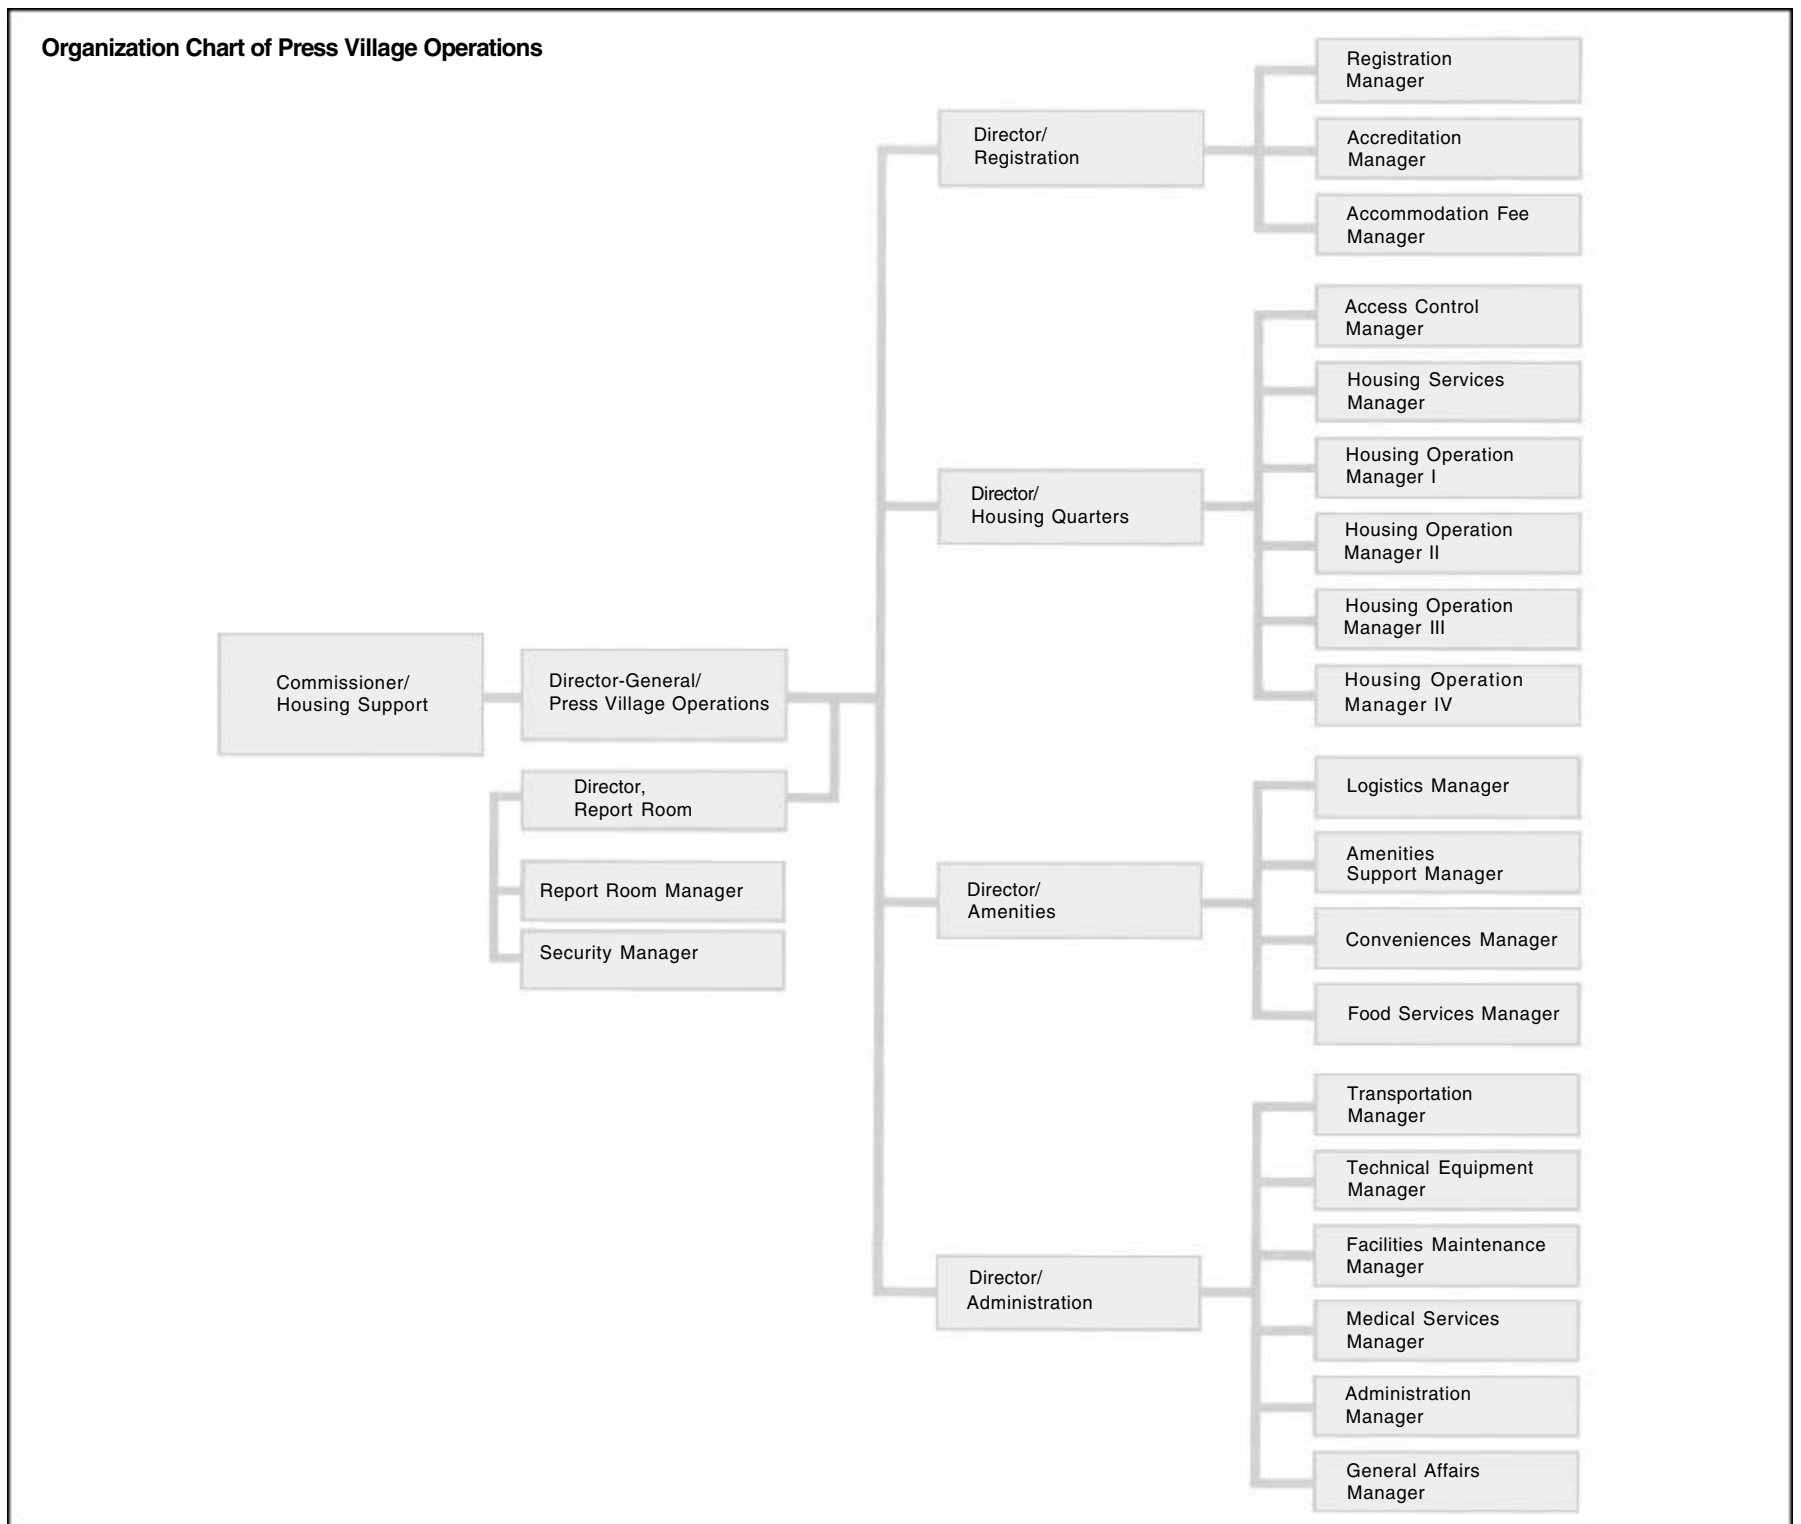 Organization Chart of Press Village Operations
Commissioner/
Housing Support
Director-General/
Press Village Operations
Director,
Report Room
Report Room Manager
Security Manager
Director/
Registration
Registration
Manager
Accreditation
Manager
Accommodation Fee
Manager
Director/
Housing Quarters
Access Control
Manager
Housing Services
Manager
Housing Operation
Manager I
Housing Operation
Manager II
Housing Operation
Manager III
Housing Operation
Manager IV
Director/
Amenities
Logistics Manager
Amenities
Support Manager
Conveniences Manager
Food Services Manager
Director/
Administration
Transportation
Manager
Technical Equipment
Manager
Facilities Maintenance
Manager
Medical Services
Manager
Administration
Manager
General Affairs
Manager